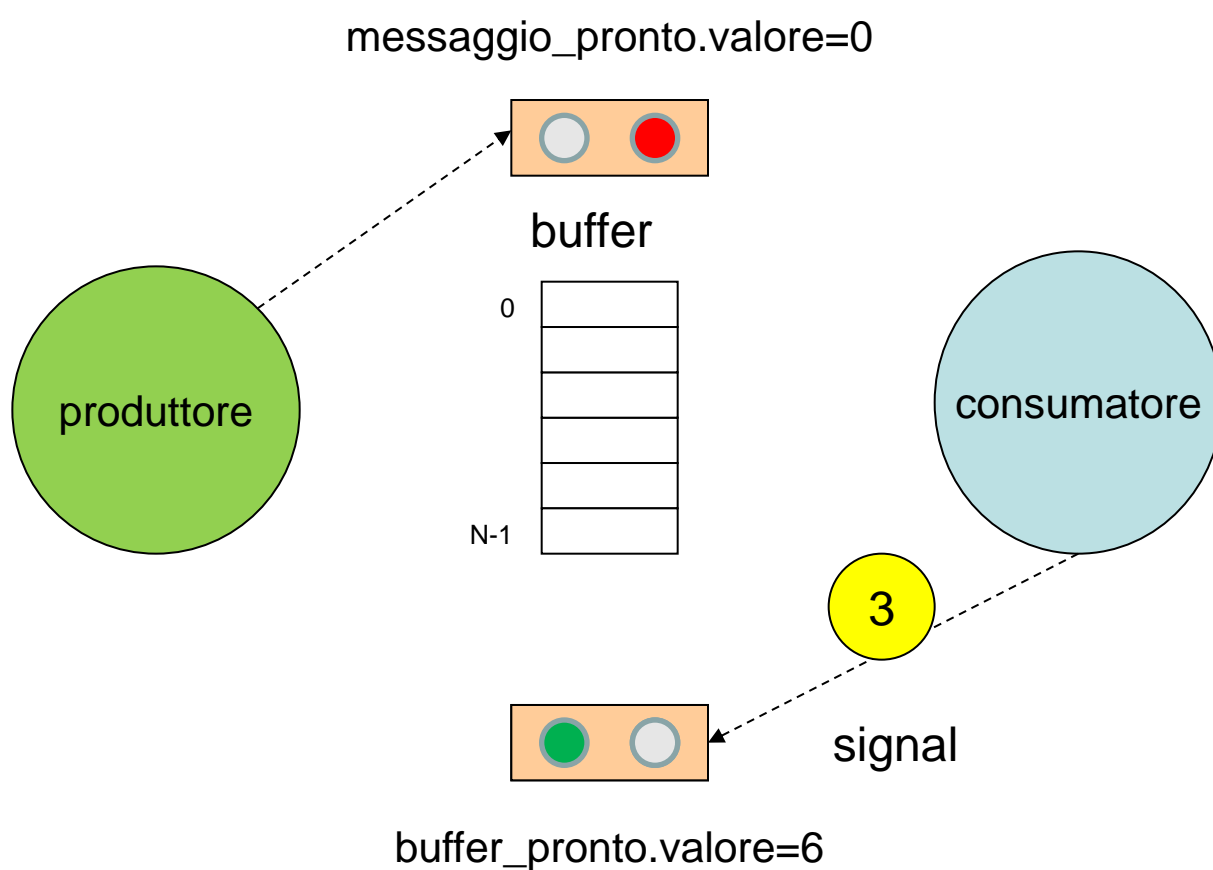 messaggio_pronto.valore=0
buffer
0
produttore
consumatore
N-1
3
signal
buffer_pronto.valore=6